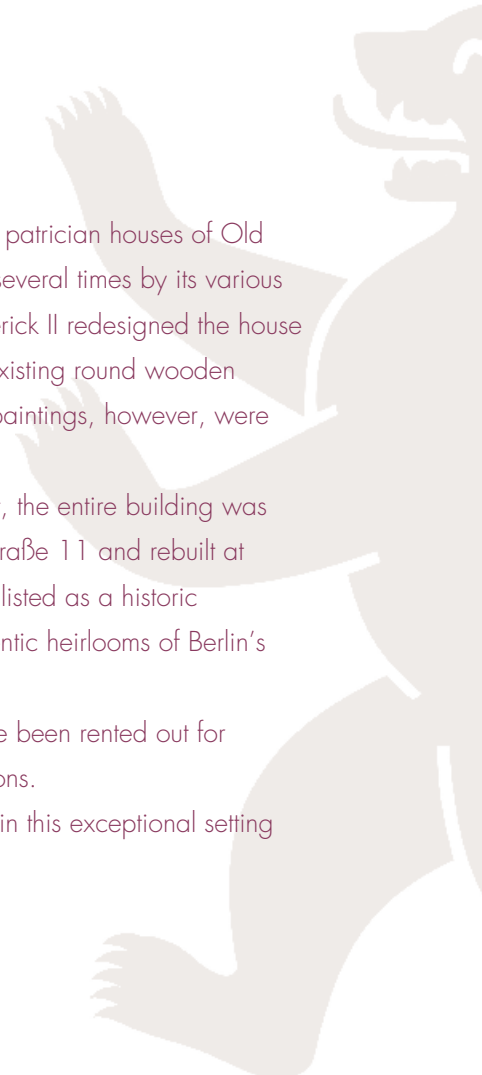 patrician houses of Old
several times by its various
rick II redesigned the house
xisting round wooden
paintings, however, were
, the entire building was
raße 11 and rebuilt at
listed as a historic
ntic heirlooms of Berlin's
e been rented out for
ons.
in this exceptional setting